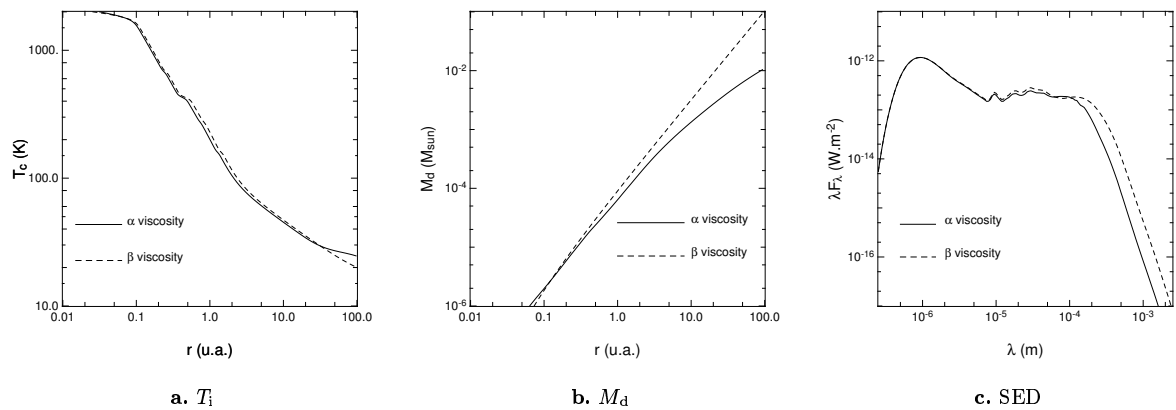 T_c (K)
1000.
100.0
10.0
α viscosity
β viscosity
0.01
0.1
1.0
10.0
100.0
r (u.a.)
a. T_i
M_d (M_sun)
10^-2
10^-4
10^-6
α viscosity
β viscosity
0.01
0.1
1.0
10.0
100.0
r (u.a.)
b. M_d
λF_λ (W.m^-2)
10^-12
10^-14
10^-16
α viscosity
β viscosity
10^-6
10^-5
10^-4
10^-3
λ (m)
c. SED